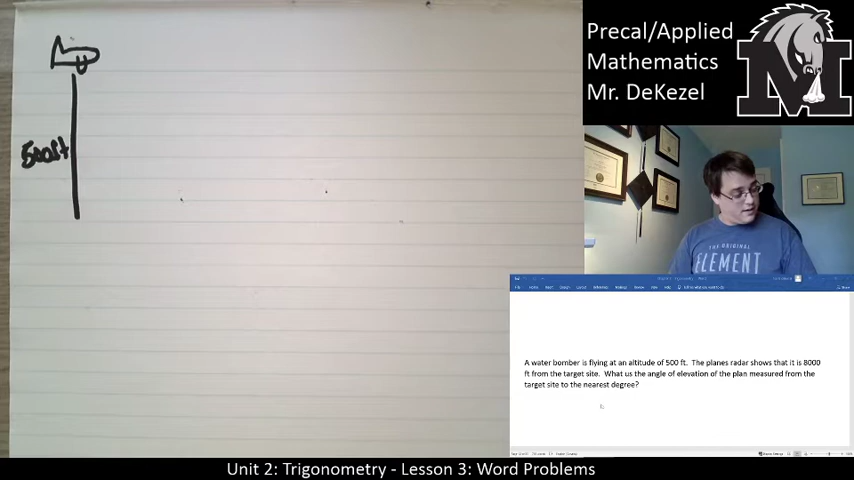 500ft
Precal/Applied
Mathematics
Mr. DeKezel
M
THE ORIGINAL
ELEMENT
A water bomber is flying at an altitude of 500 ft. The planes radar shows that it is 8000
ft from the target site. What us the angle of elevation of the plan measured from the
target site to the nearest degree?
Unit 2: Trigonometry - Lesson 3: Word Problems